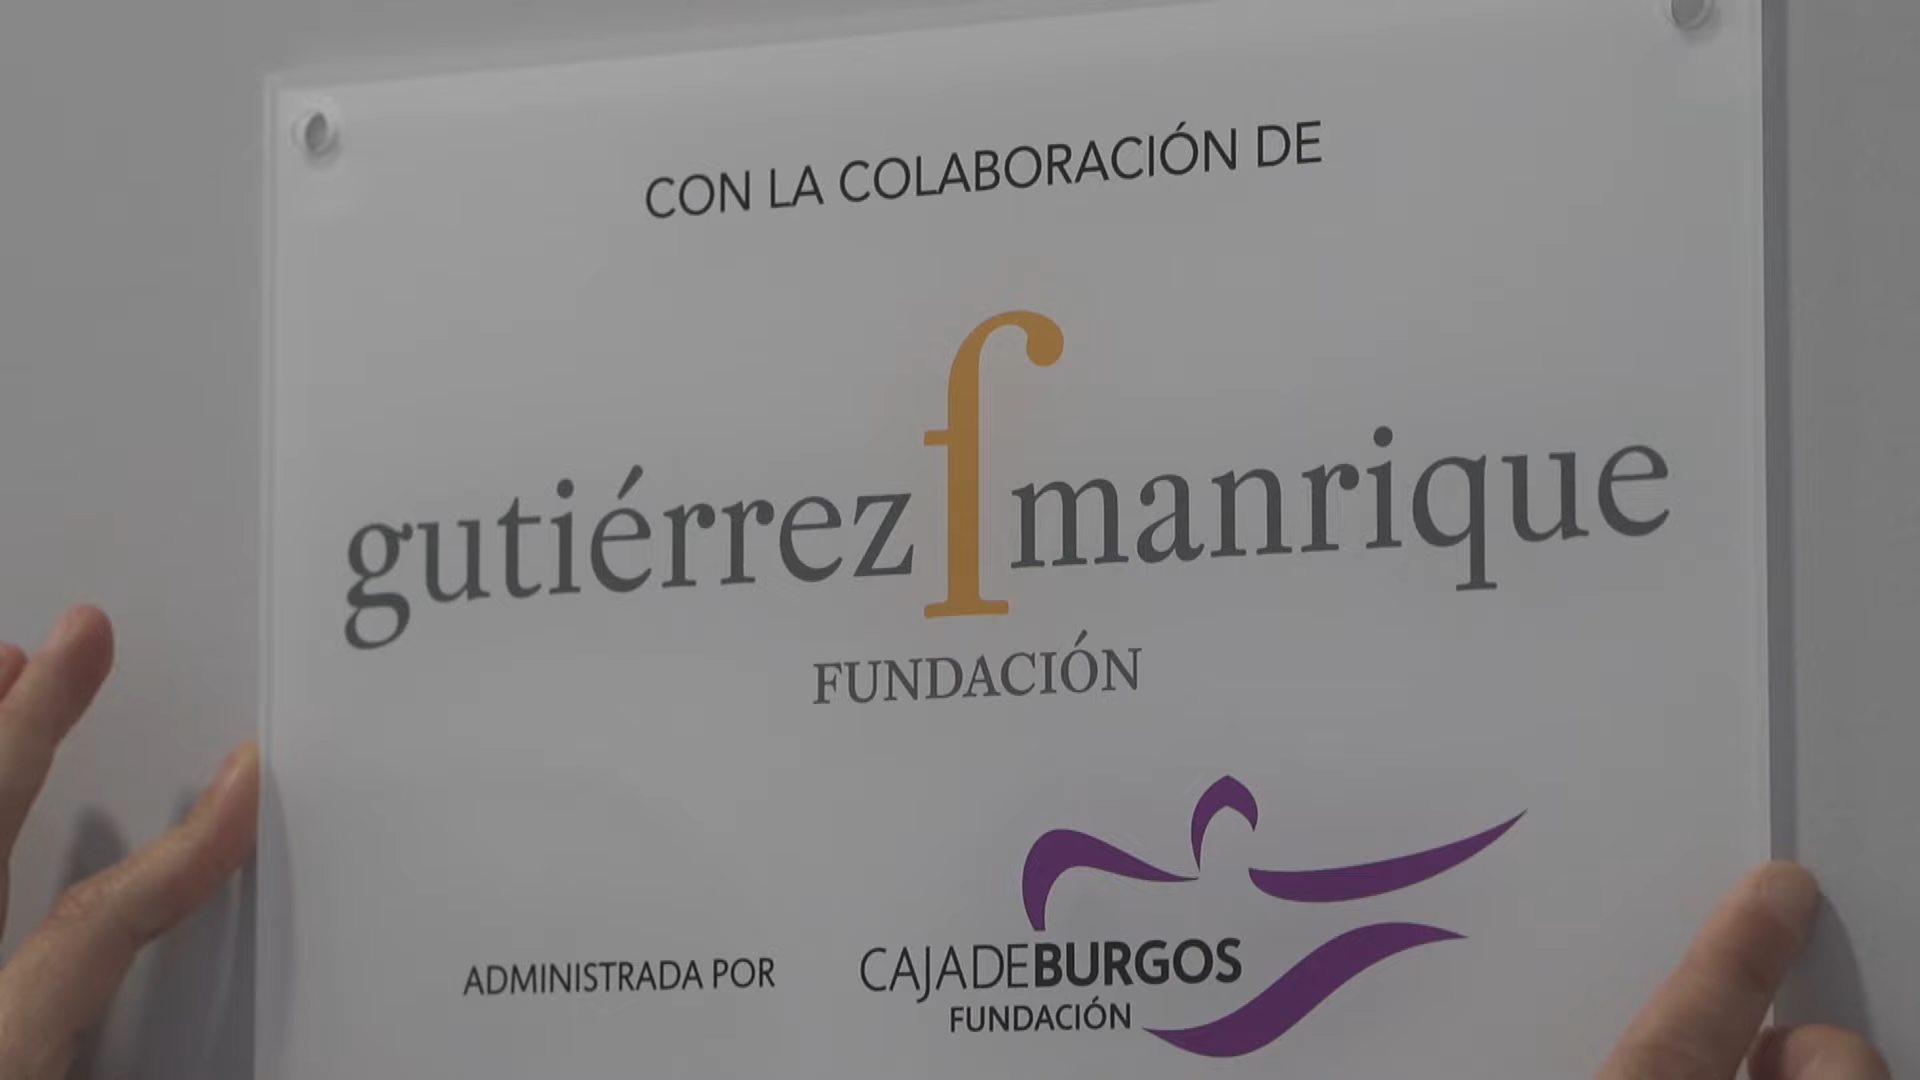 CON LA COLABORACIÓN DE
gutiérrez f manrique
FUNDACIÓN
ADMINISTRADA POR
CAJADEBURGOS
FUNDACIÓN